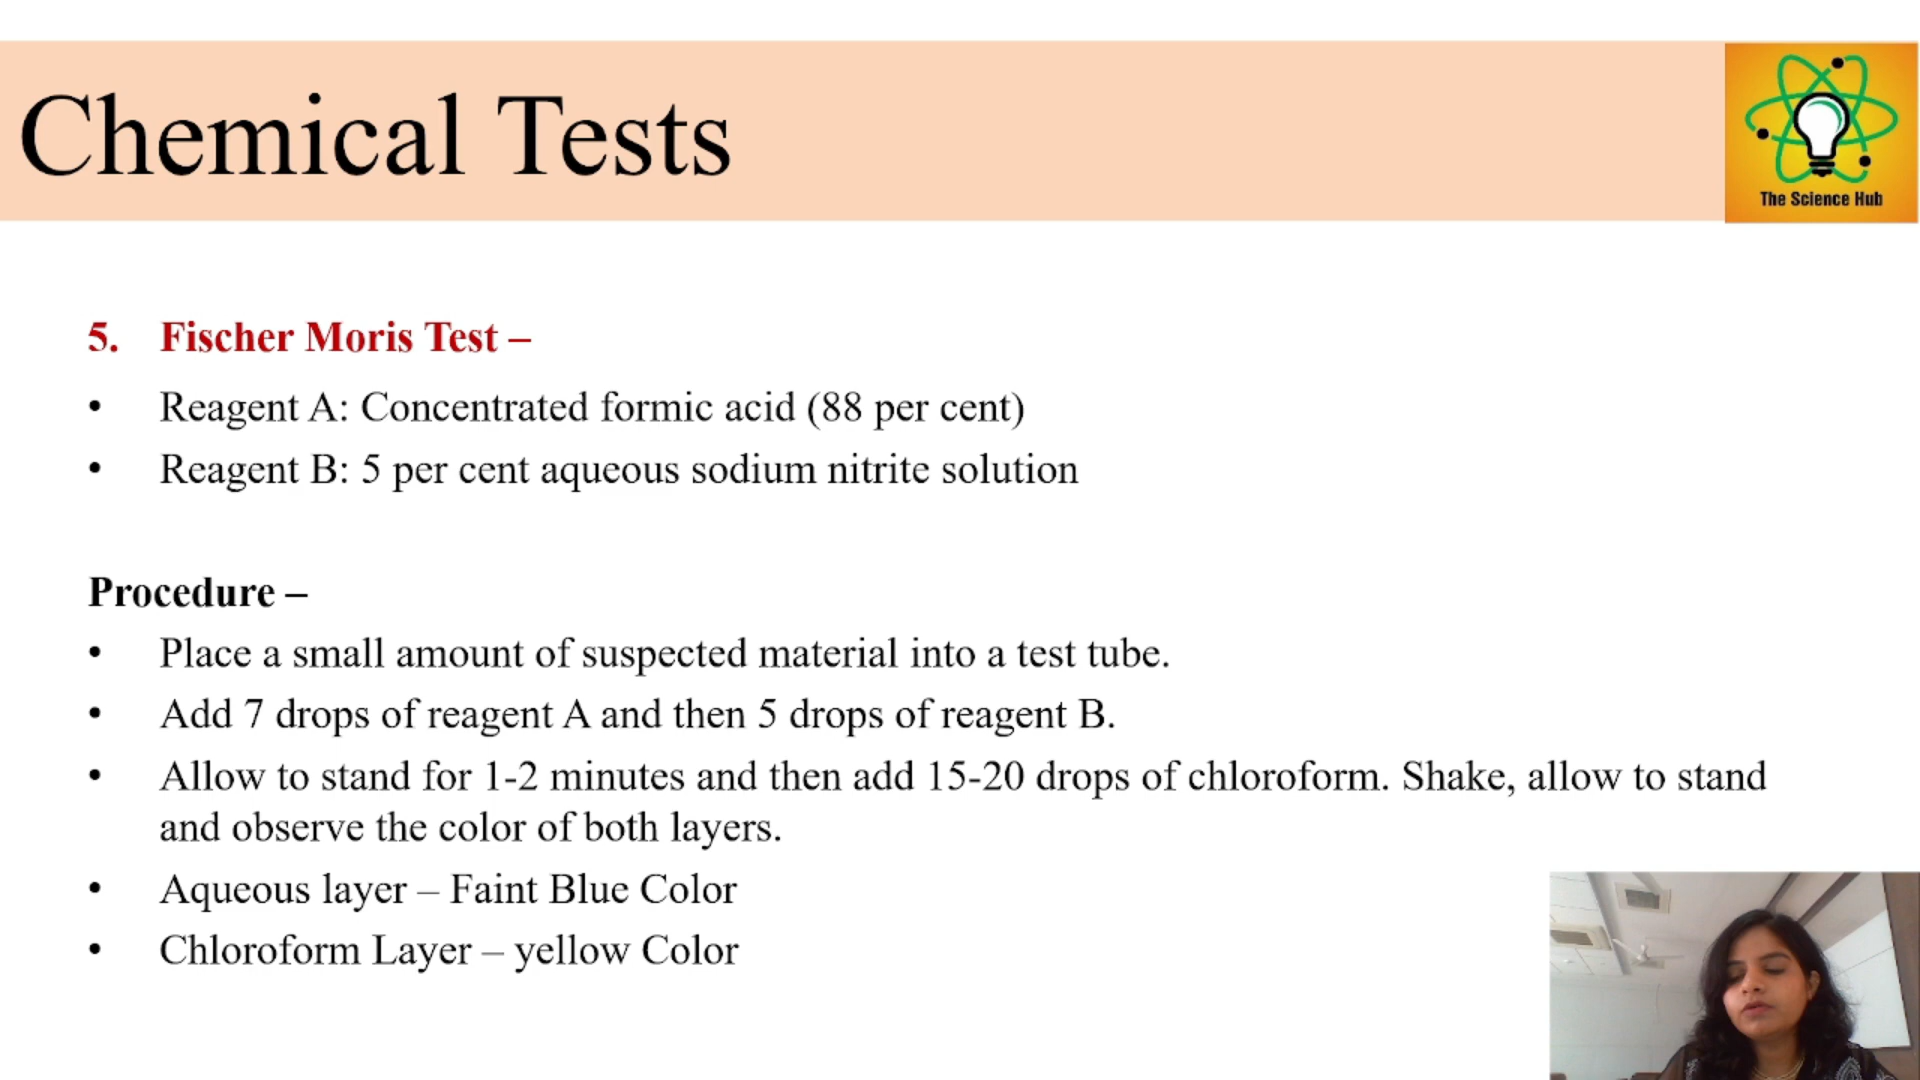 Chemical Tests
The Science Hub
5. Fischer Moris Test –
• Reagent A: Concentrated formic acid (88 per cent)
• Reagent B: 5 per cent aqueous sodium nitrite solution
Procedure –
• Place a small amount of suspected material into a test tube.
• Add 7 drops of reagent A and then 5 drops of reagent B.
• Allow to stand for 1-2 minutes and then add 15-20 drops of chloroform. Shake, allow to stand
and observe the color of both layers.
• Aqueous layer – Faint Blue Color
• Chloroform Layer – yellow Color